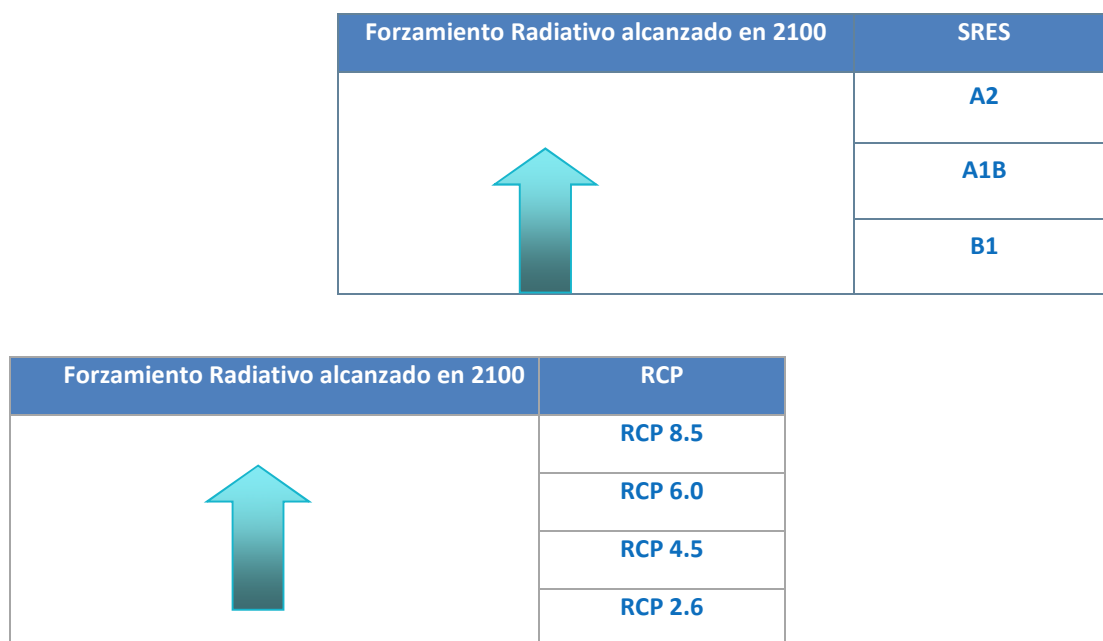 Forzamiento Radiativo alcanzado en 2100 SRES
A2
A1B
B1
Forzamiento Radiativo alcanzado en 2100 RCP
RCP 8.5
RCP 6.0
RCP 4.5
RCP 2.6